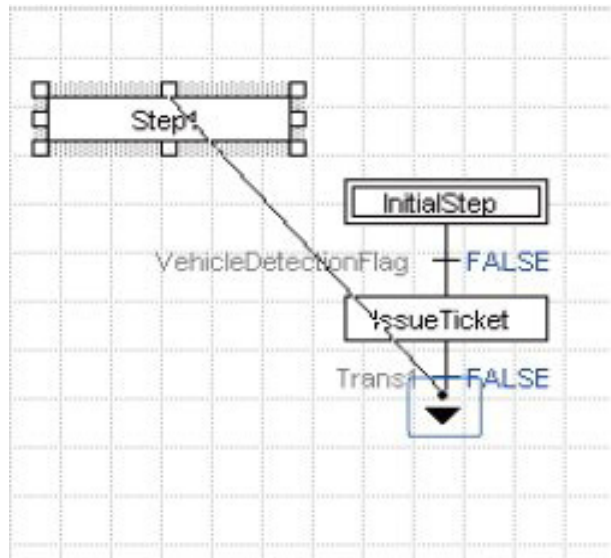 Step1
InitialStep
VehicleDetectionFlag FALSE
IssueTicket
Trans1 FALSE